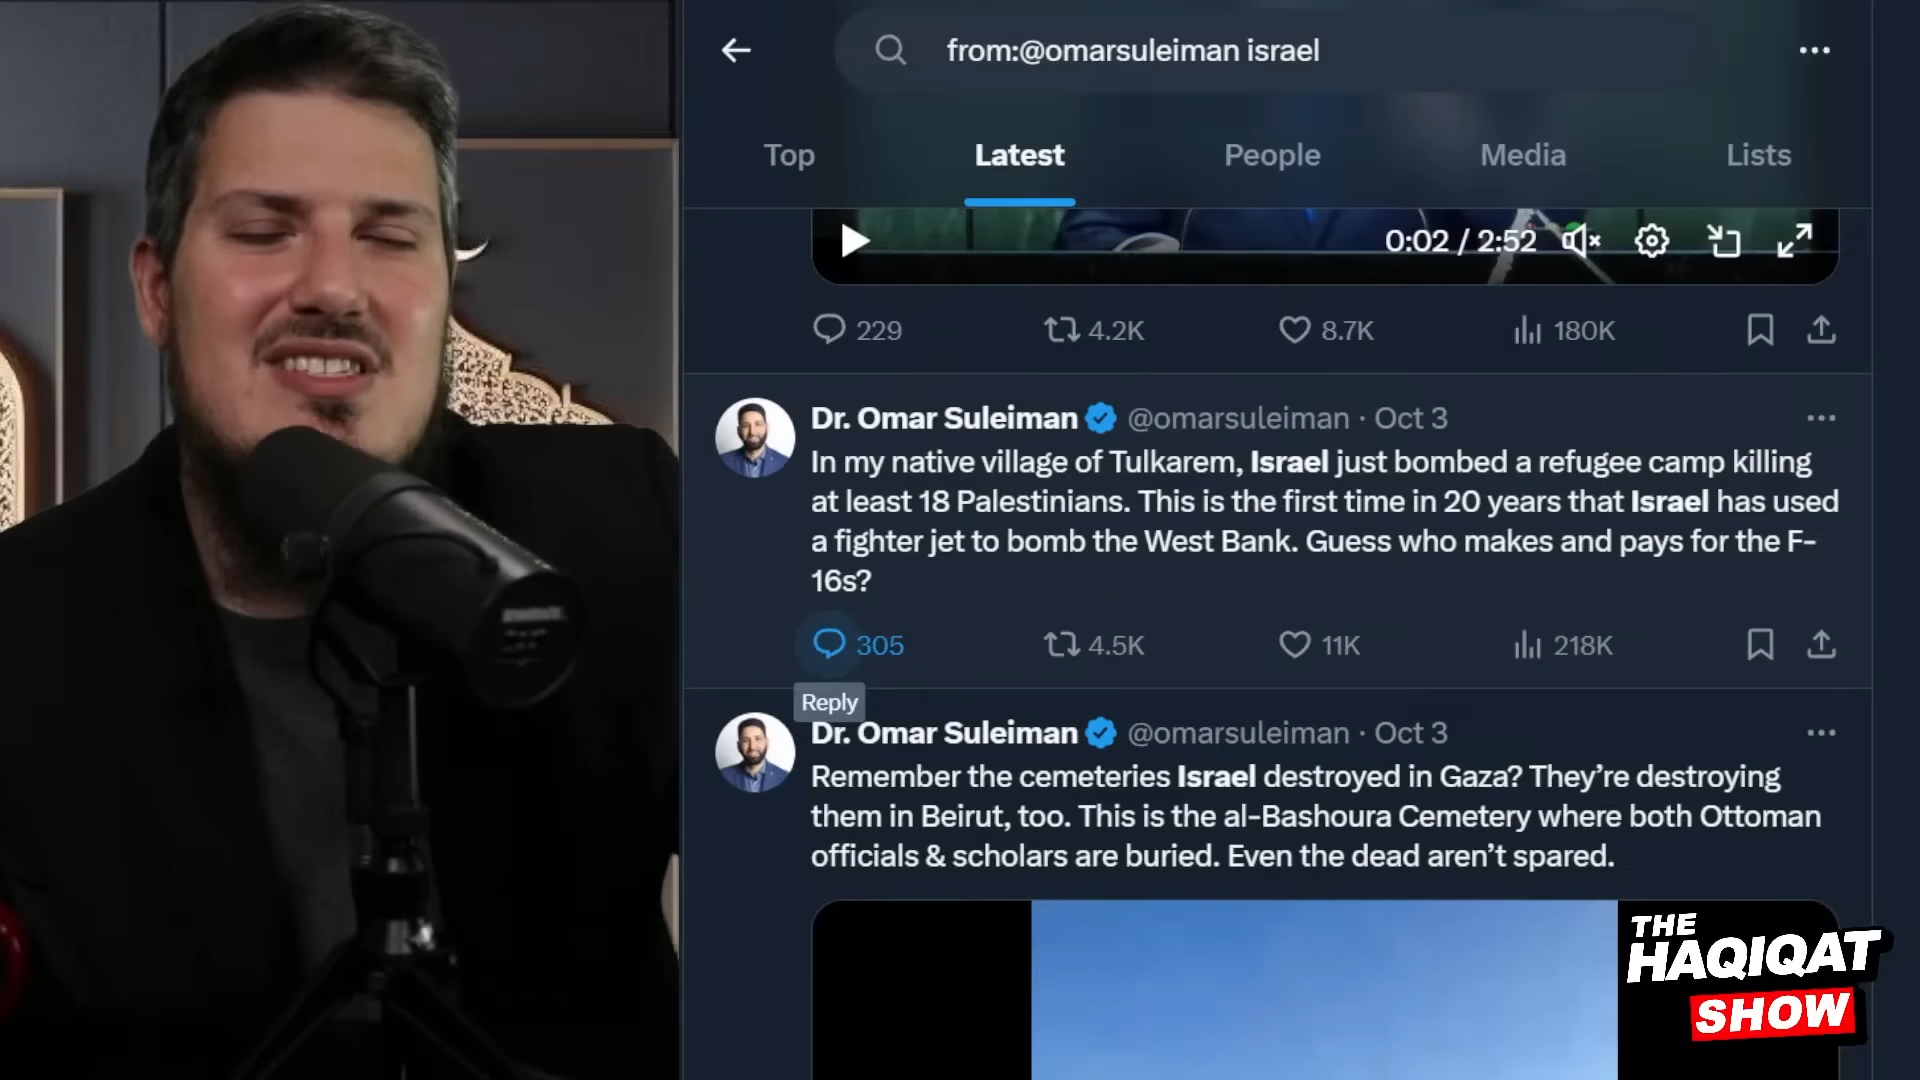 from:@omarsuleiman israel
Top Latest People Media Lists
0:02 / 2:52
229 4.2K 8.7K 180K
Dr. Omar Suleiman @omarsuleiman · Oct 3
In my native village of Tulkarem, Israel just bombed a refugee camp killing
at least 18 Palestinians. This is the first time in 20 years that Israel has used
a fighter jet to bomb the West Bank. Guess who makes and pays for the F-
16s?
305 4.5K 11K 218K
Reply
Dr. Omar Suleiman @omarsuleiman · Oct 3
Remember the cemeteries Israel destroyed in Gaza? They’re destroying
them in Beirut, too. This is the al-Bashoura Cemetery where both Ottoman
officials & scholars are buried. Even the dead aren’t spared.
THE
HAQIQAT
SHOW